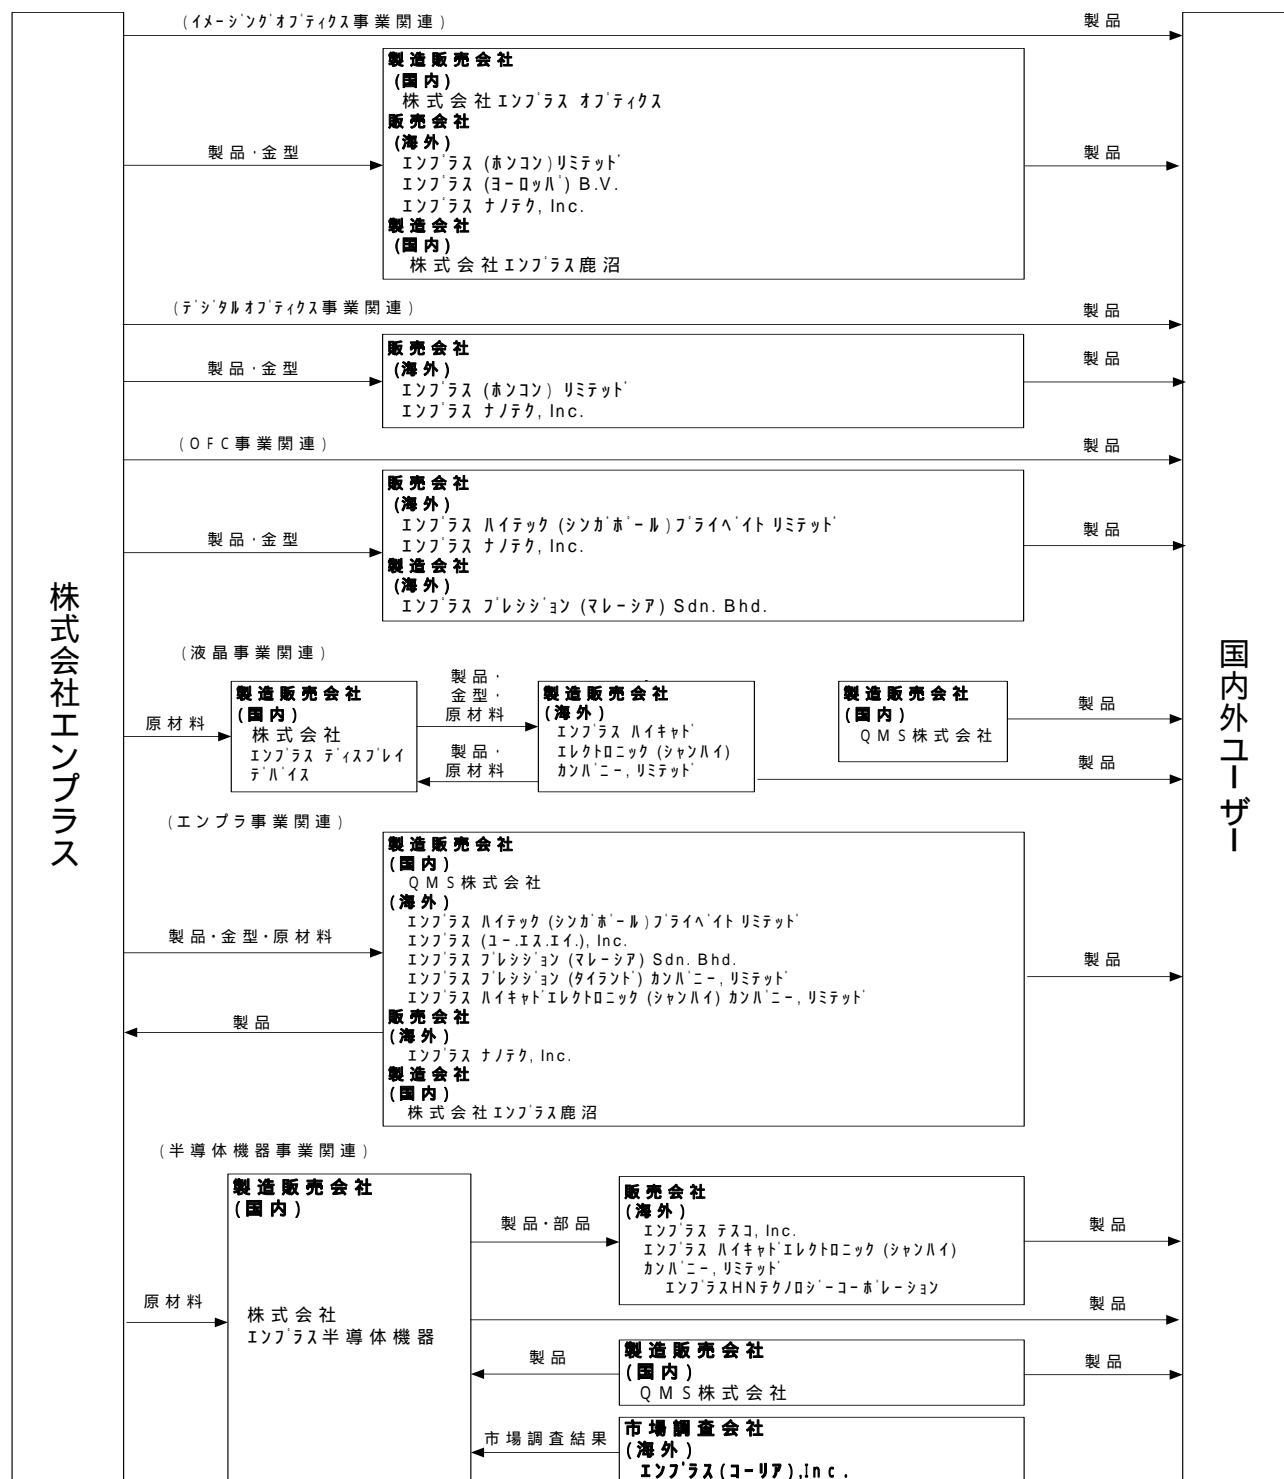 株式会社エンプラス
国内外ユーザー
(ｲﾒｰｼﾞﾝｸﾞｵﾌﾟﾃｨｸｽ事業関連)
製品
製造販売会社
(国内)
株式会社ｴﾝﾌﾟﾗｽ ｵﾌﾟﾃｨｸｽ
販売会社
(海外)
ｴﾝﾌﾟﾗｽ (ﾎﾝｺﾝ)ﾘﾐﾃｯﾄﾞ
ｴﾝﾌﾟﾗｽ (ﾖｰﾛｯﾊﾟ) B.V.
ｴﾝﾌﾟﾗｽ ﾅﾉﾃｸ, Inc.
製造会社
(国内)
株式会社ｴﾝﾌﾟﾗｽ鹿沼
製品・金型
製品
(ﾃﾞｼﾞﾀﾙｵﾌﾟﾃｨｸｽ事業関連)
製品
製品・金型
販売会社
(海外)
ｴﾝﾌﾟﾗｽ (ﾎﾝｺﾝ) ﾘﾐﾃｯﾄﾞ
ｴﾝﾌﾟﾗｽ ﾅﾉﾃｸ, Inc.
製品
(OFC事業関連)
製品
製品・金型
販売会社
(海外)
ｴﾝﾌﾟﾗｽ ﾊｲﾃｯｸ (ｼﾝｶﾞﾎﾟｰﾙ)ﾌﾟﾗｲﾍﾞｲﾄ ﾘﾐﾃｯﾄﾞ
ｴﾝﾌﾟﾗｽ ﾅﾉﾃｸ, Inc.
製造会社
(海外)
ｴﾝﾌﾟﾗｽ ﾌﾟﾚｼｼﾞｮﾝ (ﾏﾚｰｼｱ) Sdn. Bhd.
製品
(液晶事業関連)
原材料
製造販売会社
(国内)
株式会社
ｴﾝﾌﾟﾗｽ ﾃﾞｨｽﾌﾟﾚｲ
ﾃﾞﾊﾞｲｽ
製品・
金型・
原材料
製品・
原材料
製造販売会社
(海外)
ｴﾝﾌﾟﾗｽ ﾊｲｷｬﾄﾞ
ｴﾚｸﾄﾛﾆｯｸ (ｼｬﾝﾊｲ)
ｶﾝﾊﾟﾆｰ, ﾘﾐﾃｯﾄﾞ
製造販売会社
(国内)
QMS株式会社
製品
製品
(エンプラ事業関連)
製品・金型・原材料
製品
製造販売会社
(国内)
QMS株式会社
(海外)
ｴﾝﾌﾟﾗｽ ﾊｲﾃｯｸ (ｼﾝｶﾞﾎﾟｰﾙ)ﾌﾟﾗｲﾍﾞｲﾄ ﾘﾐﾃｯﾄﾞ
ｴﾝﾌﾟﾗｽ (ﾕｰ.ｴｽ.ｴｲ.), Inc.
ｴﾝﾌﾟﾗｽ ﾌﾟﾚｼｼﾞｮﾝ (ﾏﾚｰｼｱ) Sdn. Bhd.
ｴﾝﾌﾟﾗｽ ﾌﾟﾚｼｼﾞｮﾝ (ﾀｲﾗﾝﾄﾞ) ｶﾝﾊﾟﾆｰ, ﾘﾐﾃｯﾄﾞ
ｴﾝﾌﾟﾗｽ ﾊｲｷｬﾄﾞｴﾚｸﾄﾛﾆｯｸ (ｼｬﾝﾊｲ) ｶﾝﾊﾟﾆｰ, ﾘﾐﾃｯﾄﾞ
販売会社
(海外)
ｴﾝﾌﾟﾗｽ ﾅﾉﾃｸ, Inc.
製造会社
(国内)
株式会社ｴﾝﾌﾟﾗｽ鹿沼
製品
(半導体機器事業関連)
原材料
製造販売会社
(国内)
株式会社
ｴﾝﾌﾟﾗｽ半導体機器
製品・部品
販売会社
(海外)
ｴﾝﾌﾟﾗｽ ﾃｽｺ, Inc.
ｴﾝﾌﾟﾗｽ ﾊｲｷｬﾄﾞｴﾚｸﾄﾛﾆｯｸ (ｼｬﾝﾊｲ)
ｶﾝﾊﾟﾆｰ, ﾘﾐﾃｯﾄﾞ
ｴﾝﾌﾟﾗｽHNﾃｸﾉﾛｼﾞｰｺｰﾎﾟﾚｰｼｮﾝ
製品
製品
製品
製造販売会社
(国内)
QMS株式会社
製品
市場調査結果
市場調査会社
(海外)
ｴﾝﾌﾟﾗｽ(ｺｰﾘｱ),Inc.